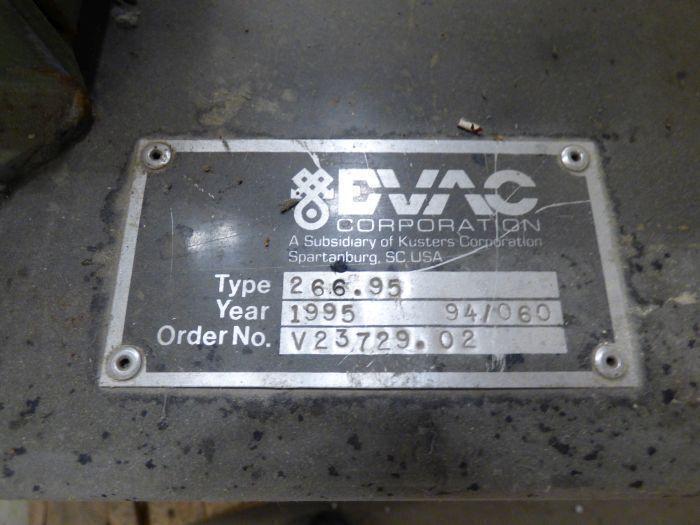 EVAC
CORPORATION
A Subsidiary of Kusters Corporation
Spartanburg, SC.USA
Type 266.95
Year 1995 94/060
Order No. V23729.02